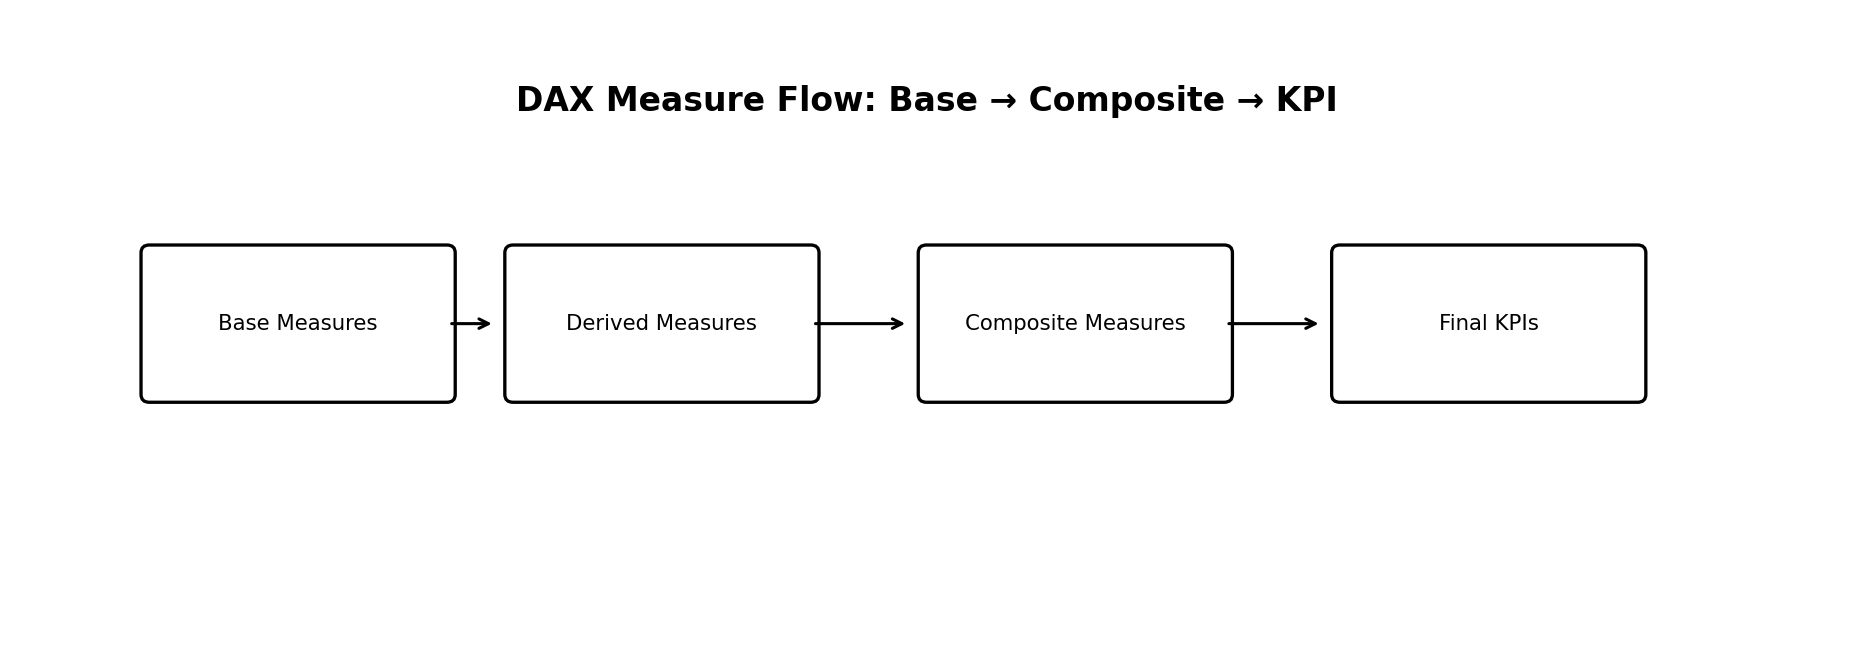 DAX Measure Flow: Base → Composite → KPI
Base Measures
Derived Measures
Composite Measures
Final KPIs